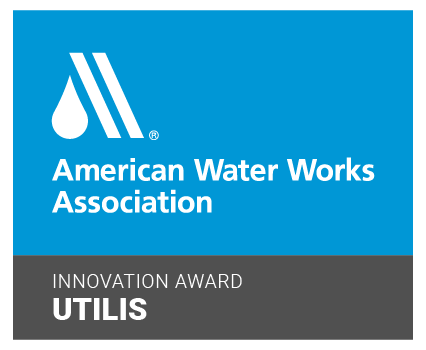 ®
American Water Works
Association
INNOVATION AWARD
UTILIS